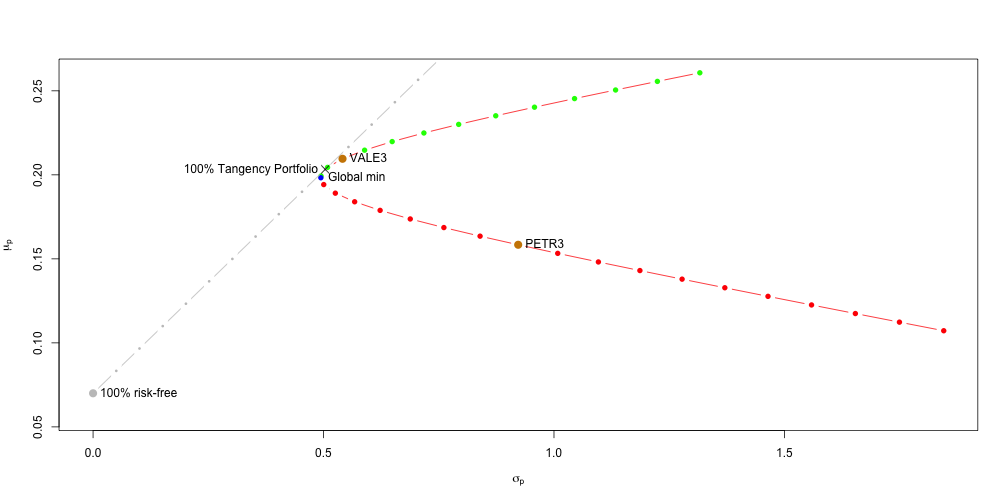 0.25
0.20
0.15
0.10
0.05
μp
VALE3
100% Tangency Portfolio
Global min
PETR3
100% risk-free
0.0
0.5
1.0
1.5
σp